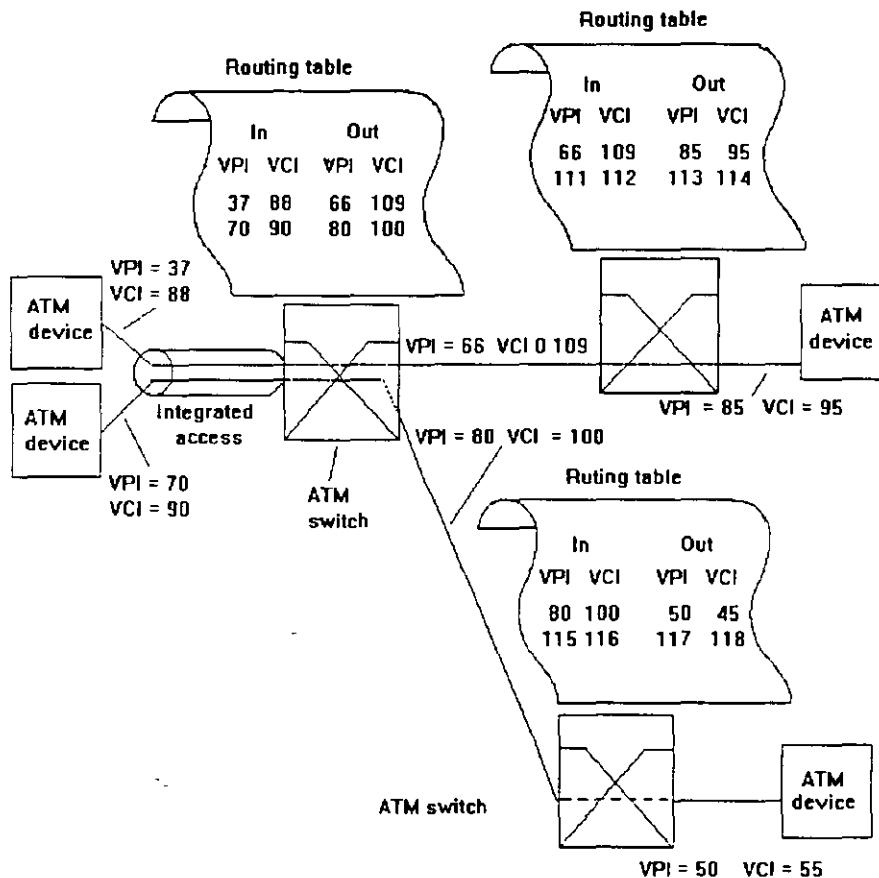 Routing table
In Out
VPI VCI VPI VCI
66 109 85 95
111 112 113 114
Routing table
In Out
VPI VCI VPI VCI
37 88 66 109
70 90 80 100
VPI = 37
VCI = 88
ATM
device
ATM
device
Integrated
access
VPI = 70
VCI = 90
ATM
switch
VPI = 66 VCI 0 109
ATM
device
VPI = 85 VCI = 95
VPI = 80 VCI = 100
Ruting table
In Out
VPI VCI VPI VCI
80 100 50 45
115 116 117 118
ATM switch
ATM
device
VPI = 50 VCI = 55